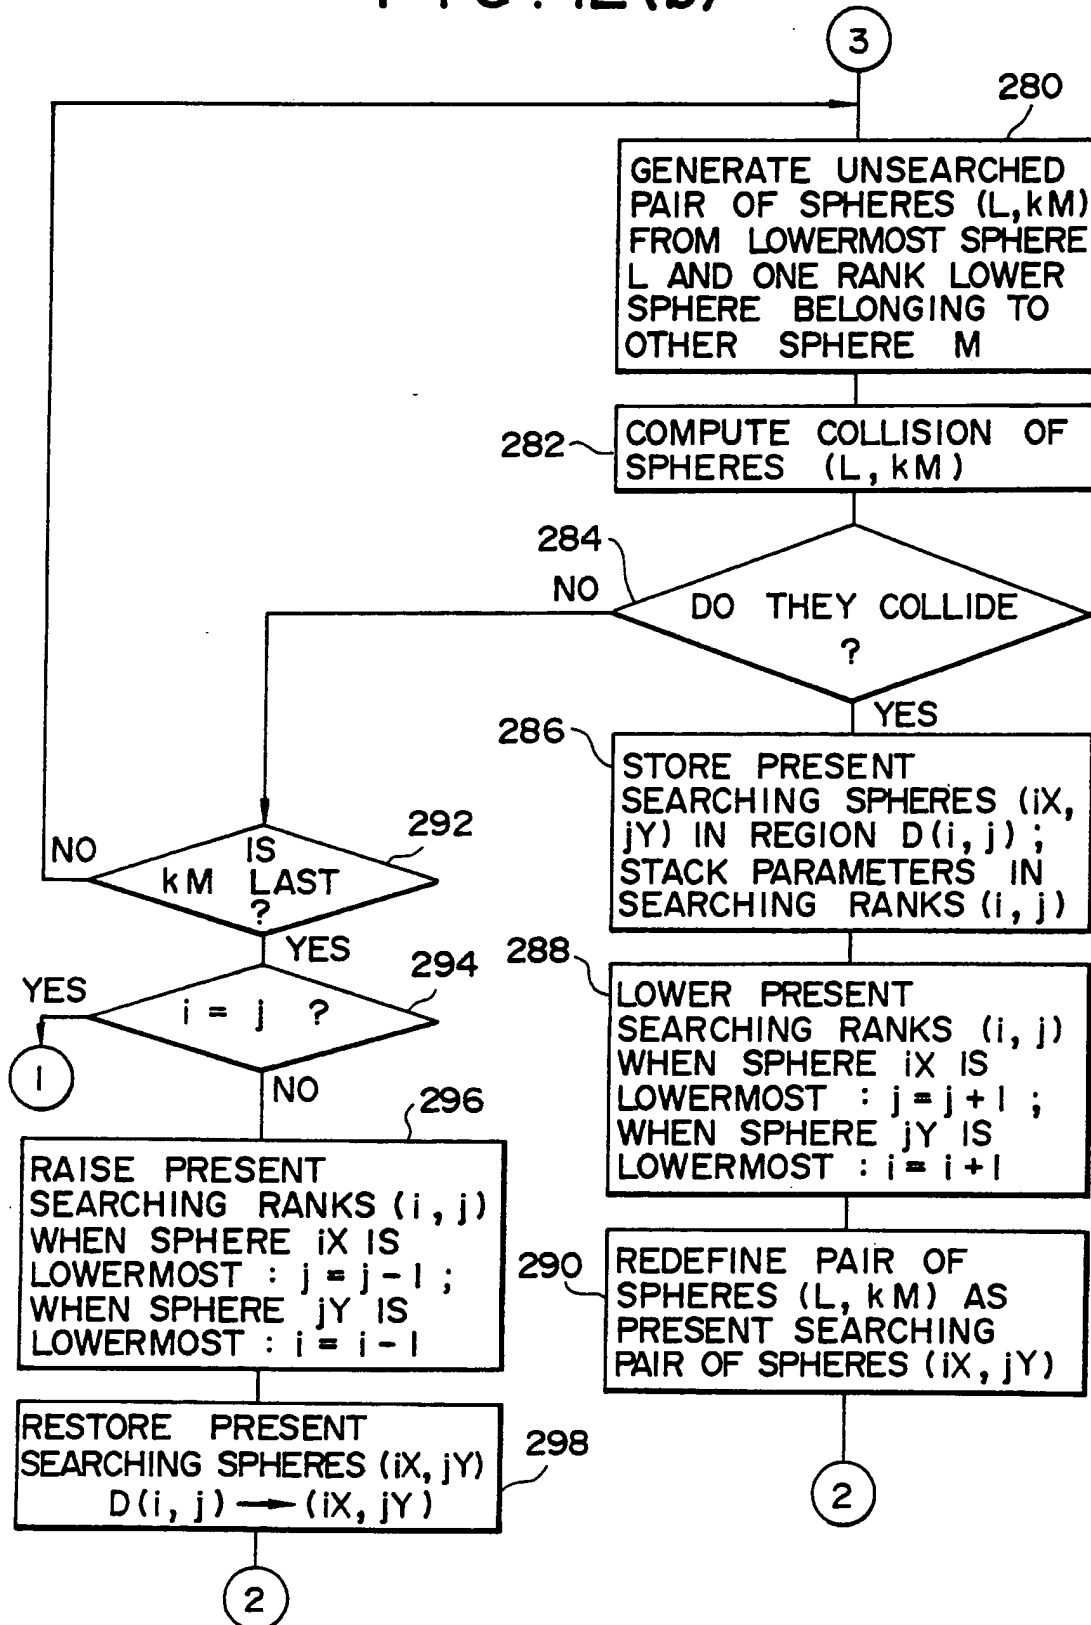 FIG. 12(b)
3
280
GENERATE UNSEARCHED
PAIR OF SPHERES (L, kM)
FROM LOWERMOST SPHERE
L AND ONE RANK LOWER
SPHERE BELONGING TO
OTHER SPHERE M
282
COMPUTE COLLISION OF
SPHERES (L, kM)
284
NO
DO THEY COLLIDE
?
YES
286
STORE PRESENT
SEARCHING SPHERES (iX,
jY) IN REGION D(i, j) ;
STACK PARAMETERS IN
SEARCHING RANKS (i, j)
288
LOWER PRESENT
SEARCHING RANKS (i, j)
WHEN SPHERE iX IS
LOWERMOST : j = j + 1 ;
WHEN SPHERE jY IS
LOWERMOST : i = i + 1
290
REDEFINE PAIR OF
SPHERES (L, kM) AS
PRESENT SEARCHING
PAIR OF SPHERES (iX, jY)
2
292
NO
IS
kM LAST
?
YES
294
YES
i = j ?
1
NO
296
RAISE PRESENT
SEARCHING RANKS (i, j)
WHEN SPHERE iX IS
LOWERMOST : j = j - 1 ;
WHEN SPHERE jY IS
LOWERMOST : i = i - 1
298
RESTORE PRESENT
SEARCHING SPHERES (iX, jY)
D(i, j) → (iX, jY)
2